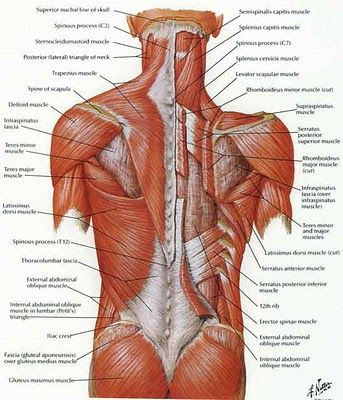 Superior nuchal line of skull
Spinous process (C2)
Sternocleidomastoid muscle
Posterior (lateral) triangle of neck
Trapezius muscle
Spine of scapula
Deltoid muscle
Infraspinatus
fascia
Teres minor
muscle
Teres major
muscle
Latissimus
dorsi muscle
Spinous process (T12)
Thoracolumbar fascia
External abdominal
oblique muscle
Internal abdominal oblique
muscle in lumbar (Petit's)
triangle
Iliac crest
Fascia (gluteal aponeurosis)
over gluteus medius muscle
Gluteus maximus muscle
Semispinalis capitis muscle
Splenius capitis muscle
Spinous process (C7)
Splenius cervicis muscle
Levator scapulae muscle
Rhomboideus minor muscle (cut)
Supraspinatus
muscle
Serratus
posterior superior
muscle
Rhomboideus
major muscle
(cut)
Infraspinatus
fascia (over
infraspinatus
muscle)
Teres minor and
major muscles
Latissimus dorsi muscle (cut)
Serratus anterior muscle
Serratus posterior inferior
muscle
12th rib
Erector spinae muscle
External abdominal
oblique muscle
Internal abdominal
oblique muscle